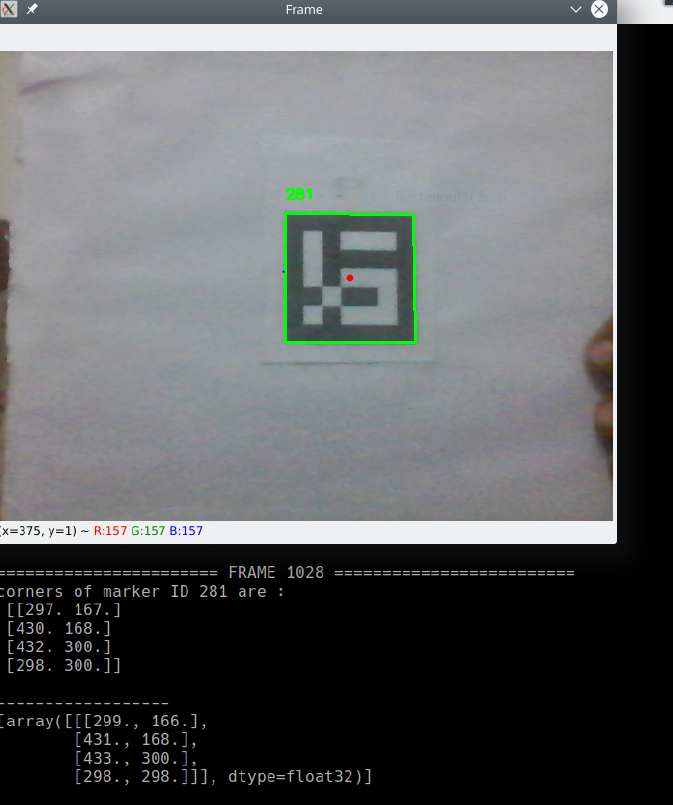 Frame
281
(x=375, y=1) ~ R:157 G:157 B:157
======================= FRAME 1028 =========================
corners of marker ID 281 are :
[[297. 167.]
[430. 168.]
[432. 300.]
[298. 300.]]
------------------
[array([[[299., 166.],
[431., 168.],
[433., 300.],
[298., 298.]]], dtype=float32)]